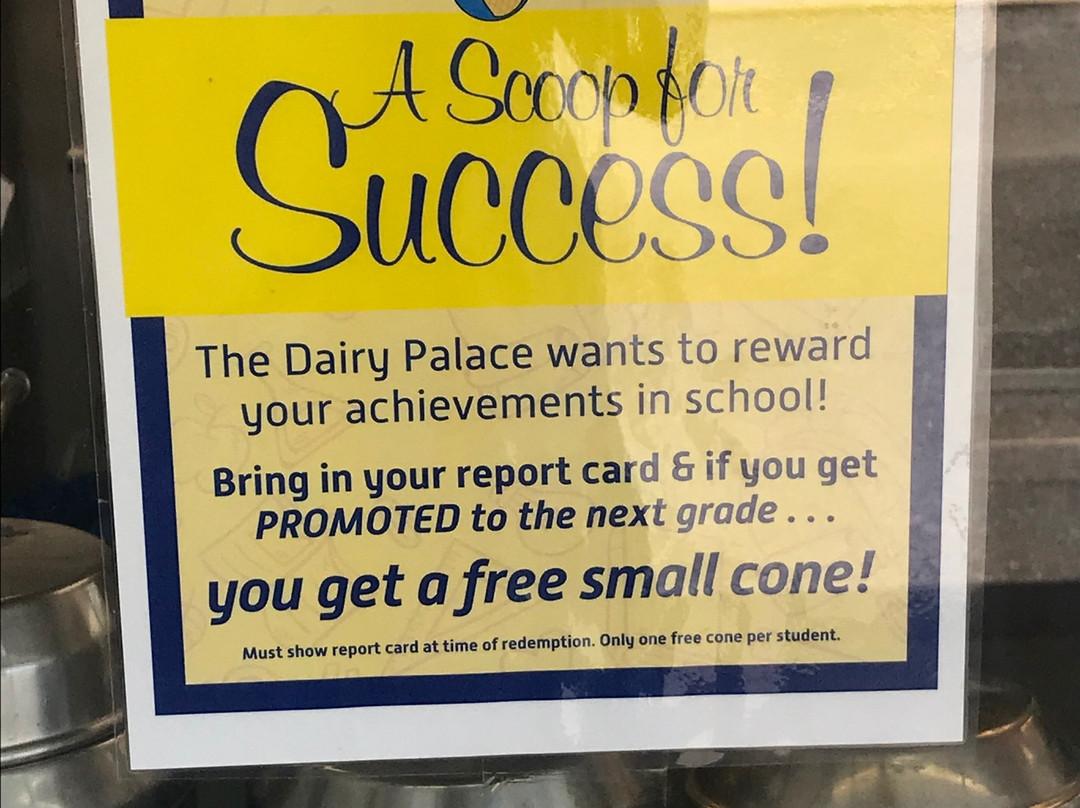 A Scoop for
Success!
The Dairy Palace wants to reward
your achievements in school!
Bring in your report card & if you get
PROMOTED to the next grade...
you get a free small cone!
Must show report card at time of redemption. Only one free cone per student.